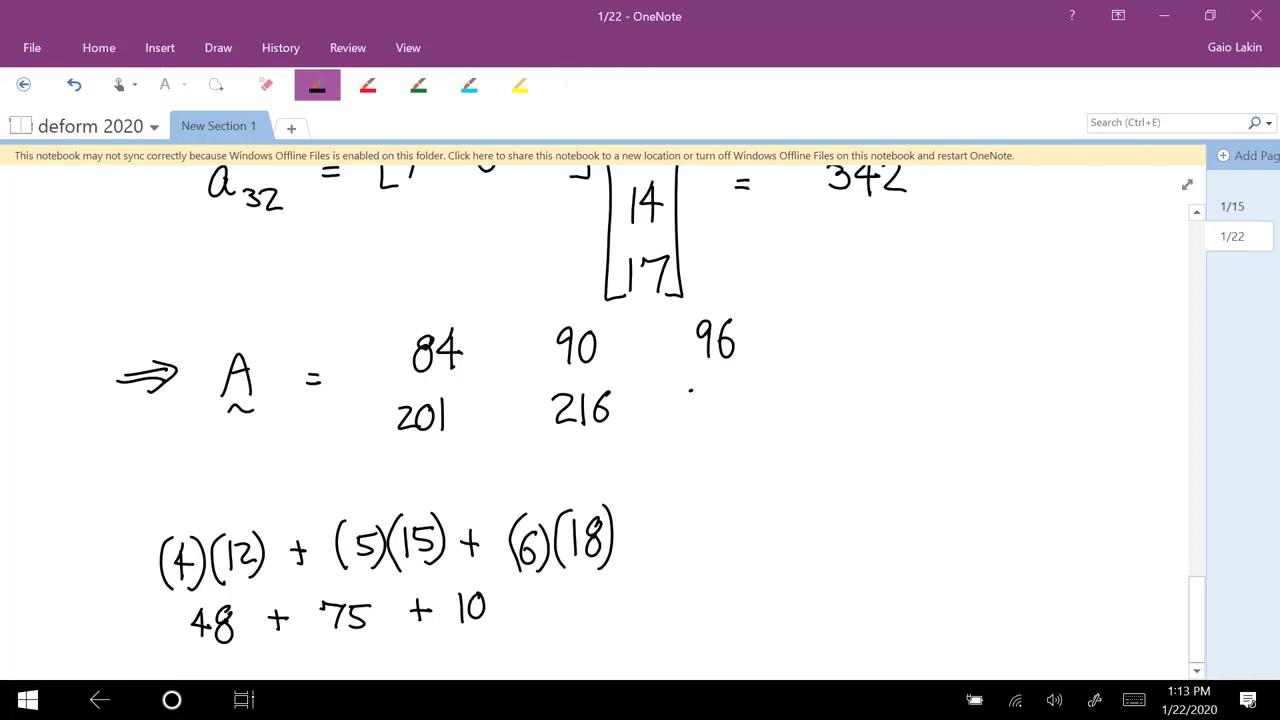 1/22 - OneNote
?
File Home Insert Draw History Review View
Gaio Lakin
A
deform 2020
New Section 1
+
Search (Ctrl+E)
This notebook may not sync correctly because Windows Offline Files is enabled on this folder. Click here to share this notebook to a new location or turn off Windows Offline Files on this notebook and restart OneNote.
Add Pag
1/15
1/22
a32 = = 342
14
17
⇒ A = 84 90 96
~ 201 216
(4)(12) + (5)(15) + (6)(18)
48 + 75 + 10
1:13 PM
1/22/2020